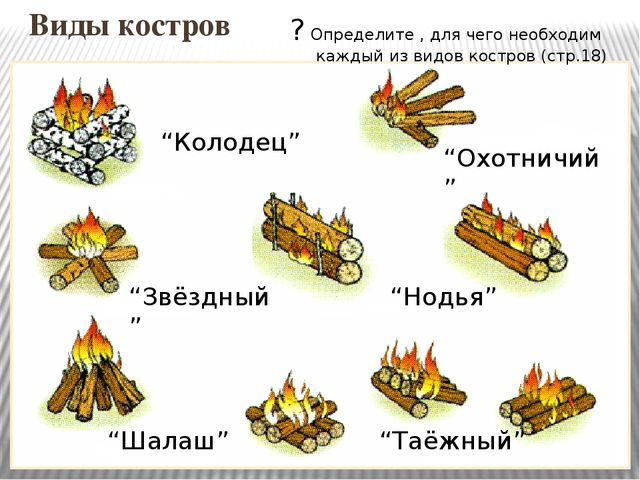 Виды костров
? Определите , для чего необходим
каждый из видов костров (стр.18)
“Колодец”
“Охотничий
”
“Звёздный
”
“Нодья”
“Шалаш”
“Таёжный”